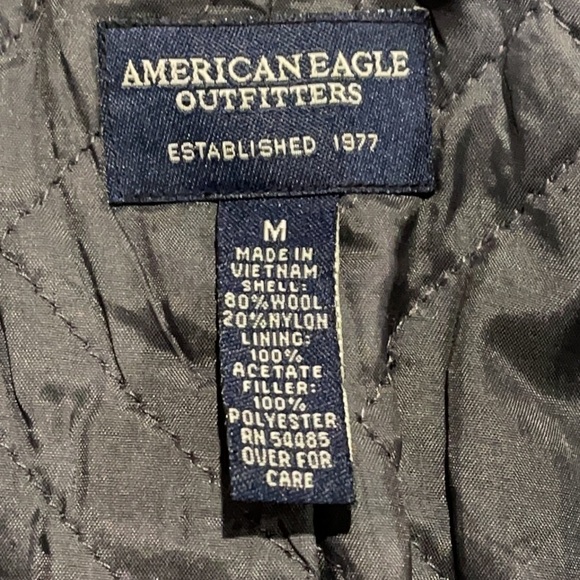 AMERICAN EAGLE
OUTFITTERS
ESTABLISHED 1977
M
MADE IN
VIETNAM
SHELL:
80% WOOL
20% NYLON
LINING:
100%
ACETATE
FILLER:
100%
POLYESTER
RN 54485
OVER FOR
CARE